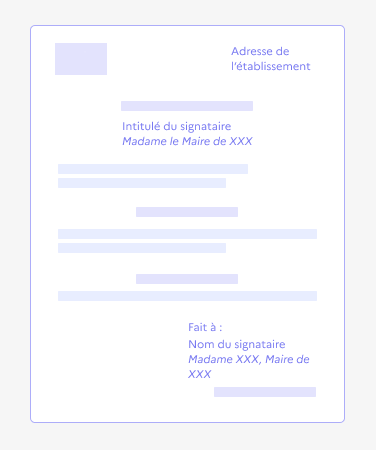 Adresse de
l'établissement
Intitulé du signataire
Madame le Maire de XXX
Fait à :
Nom du signataire
Madame XXX, Maire de
XXX